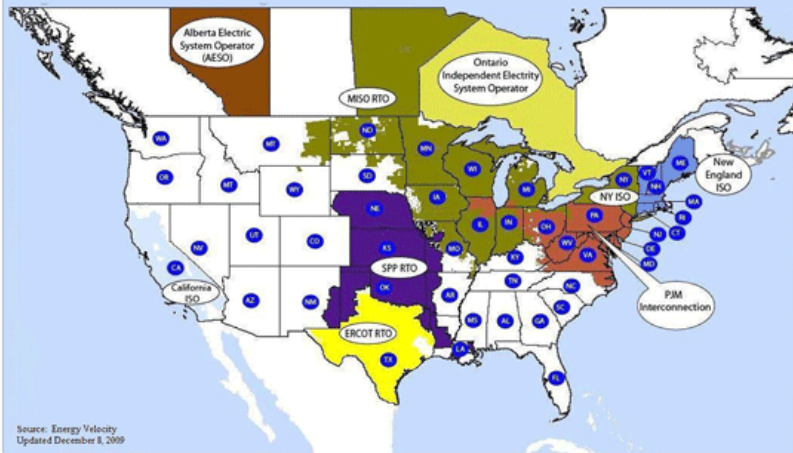 Alberta Electric
System Operator
(AESO)
Ontario
Independent Electrity
System Operator
MISO RTO
WA
MT
ND
MN
OR
MT
WY
SD
WI
MI
NY
VT
ME
NH
New
England
ISO
NY ISO
MA
RI
CT
NJ
DE
MD
NV
UT
CO
NE
IA
IL
IN
OH
PA
WV
VA
CA
California
ISO
KS
SPP RTO
MO
KY
AZ
NM
OK
AR
TN
NC
SC
PJM
Interconnection
ERCOT RTO
TX
LA
MS
AL
GA
FL
Source: Energy Velocity
Updated December 8, 2009